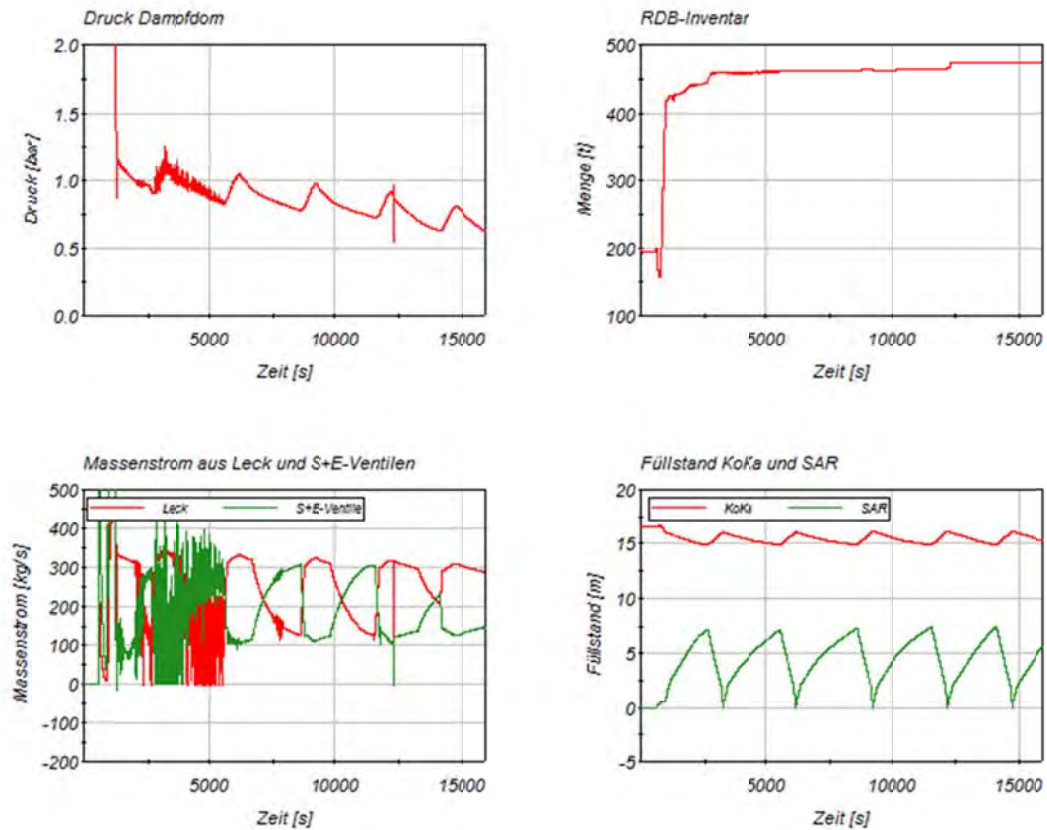 Druck Dampfdom
2.0
1.5
1.0
0.5
0.0
Druck [bar]
5000 10000 15000
Zeit [s]
RDB-Inventar
500
400
300
200
100
Menge [t]
5000 10000 15000
Zeit [s]
Massenstrom aus Leck und S+E-Ventilen
500
400
300
200
100
0
-100
-200
Leck S+E-Ventile
Massenstrom [kg/s]
5000 10000 15000
Zeit [s]
Füllstand KoKa und SAR
20
15
10
5
0
-5
KoKa SAR
Füllstand [m]
5000 10000 15000
Zeit [s]